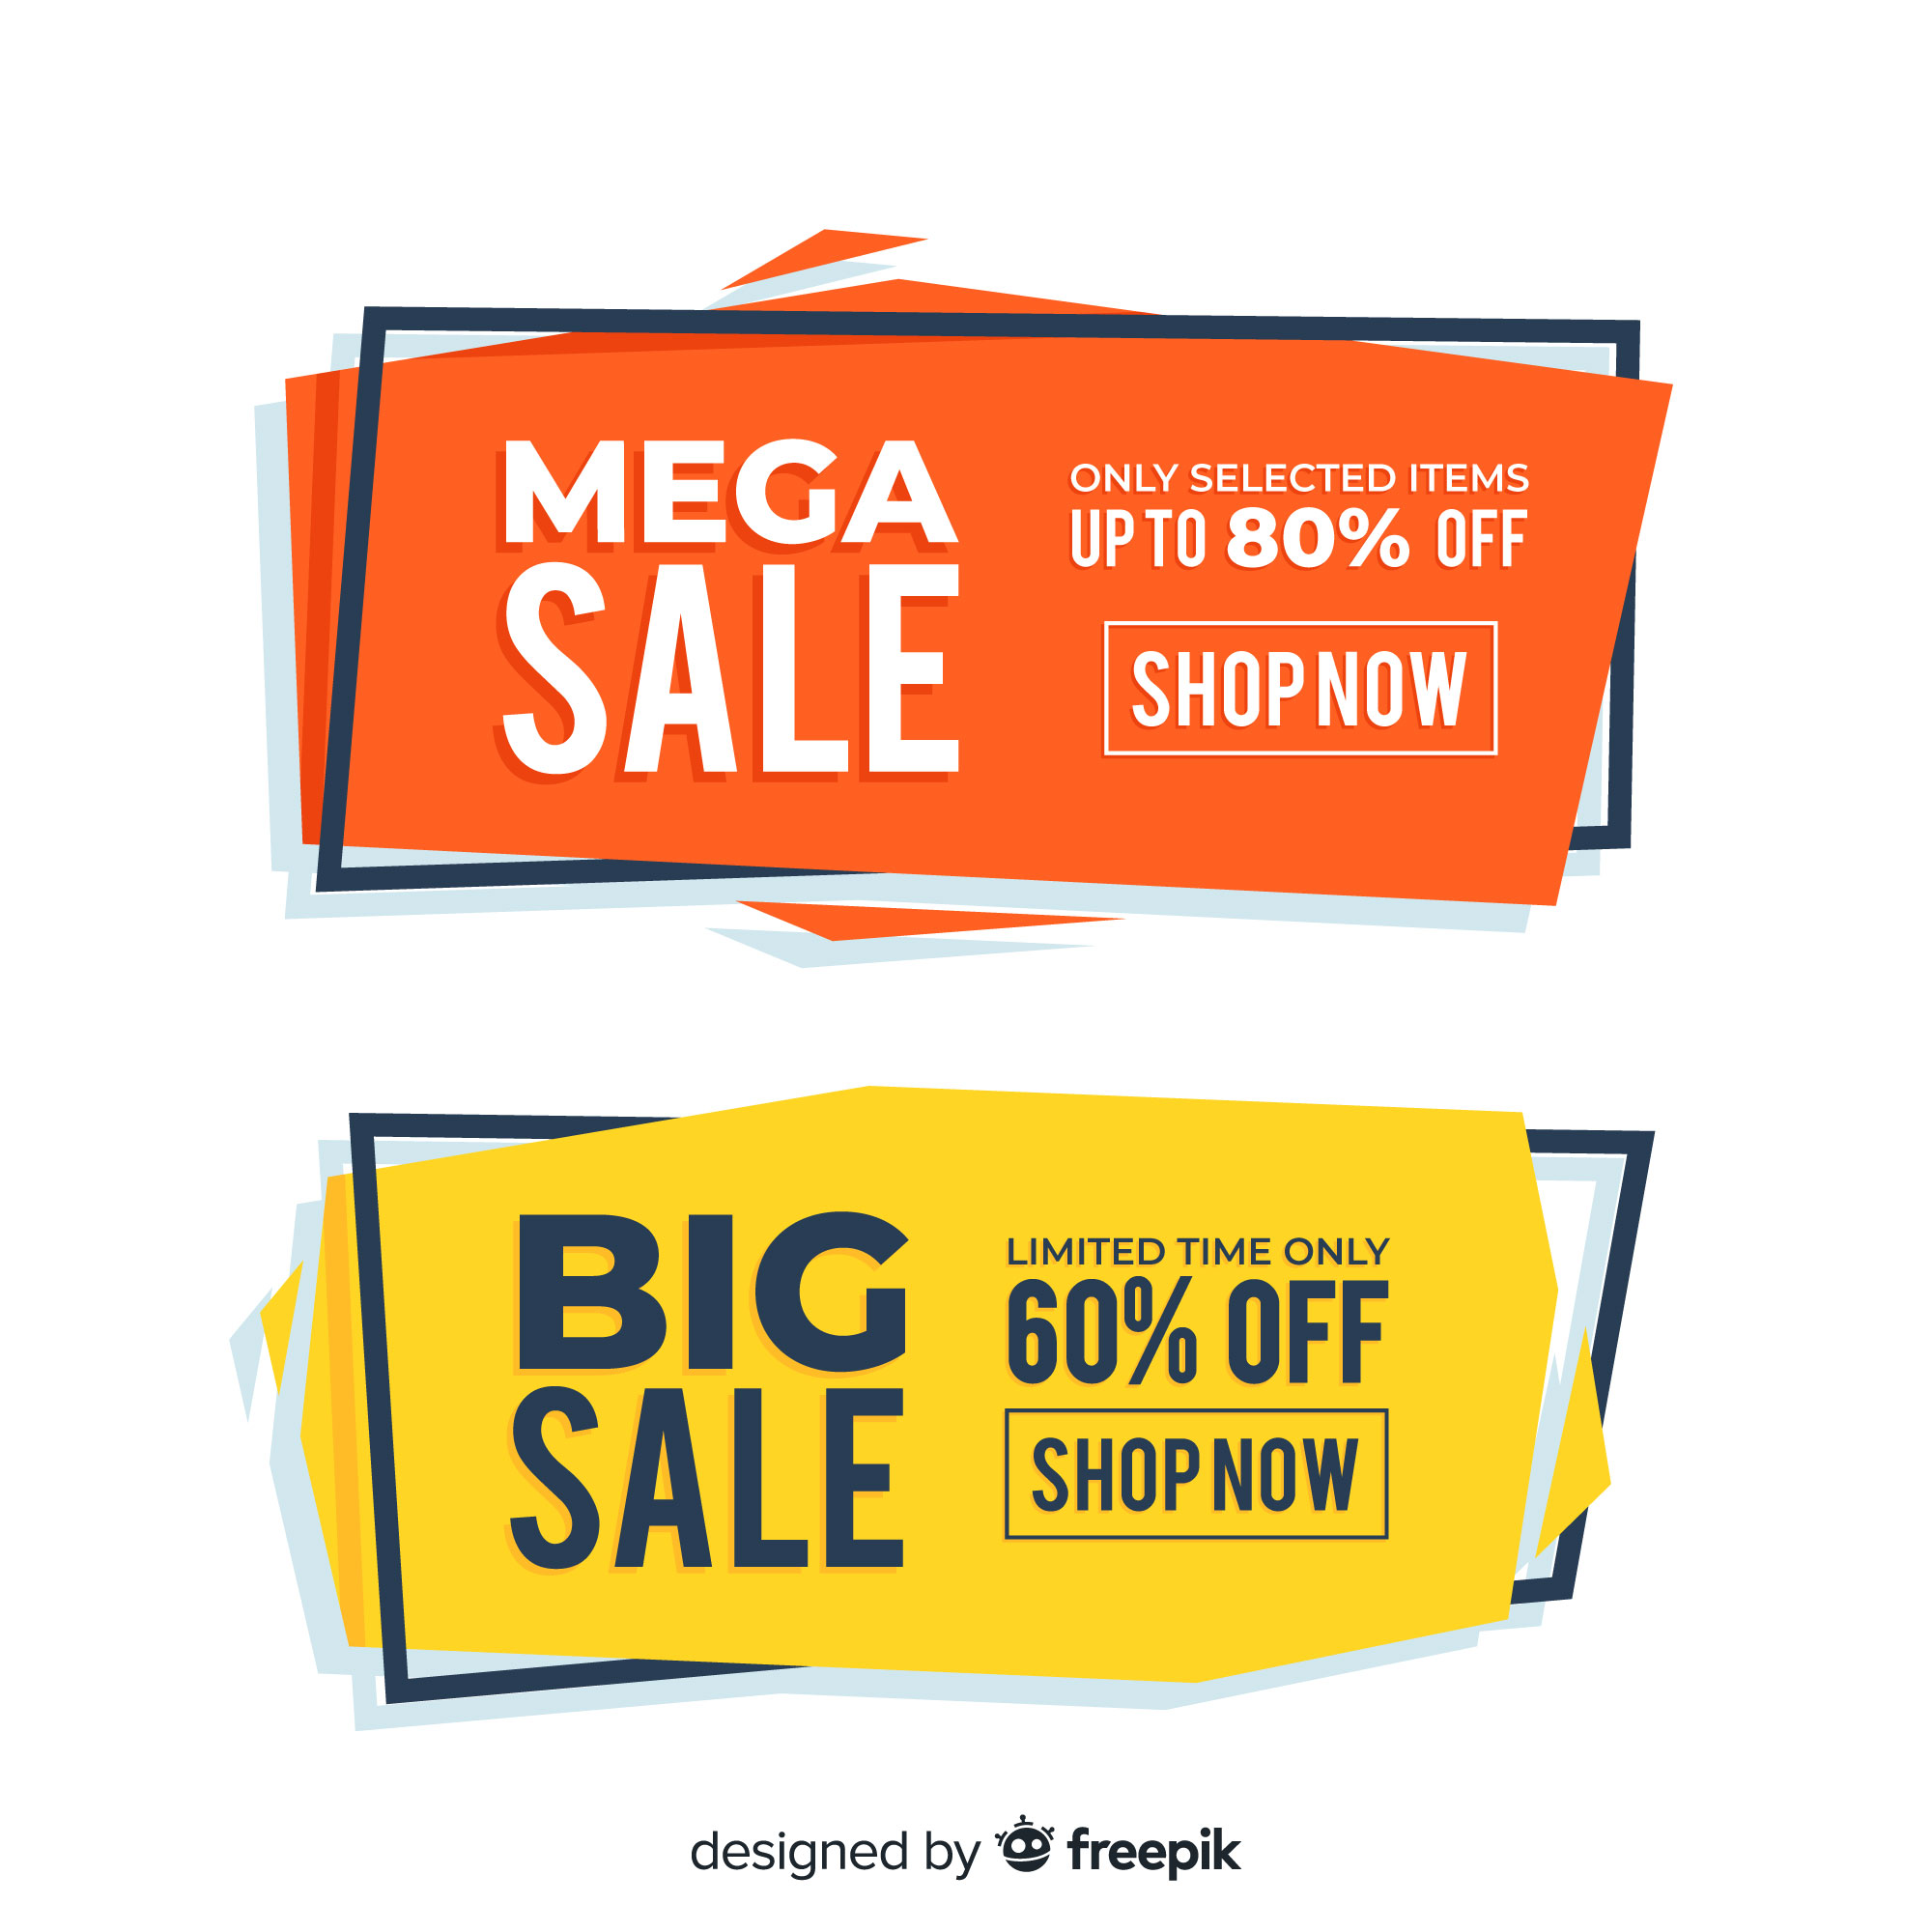 MEGA
SALE
ONLY SELECTED ITEMS
UP TO 80% OFF
SHOP NOW
BIG
SALE
LIMITED TIME ONLY
60% OFF
SHOP NOW
designed by freepik